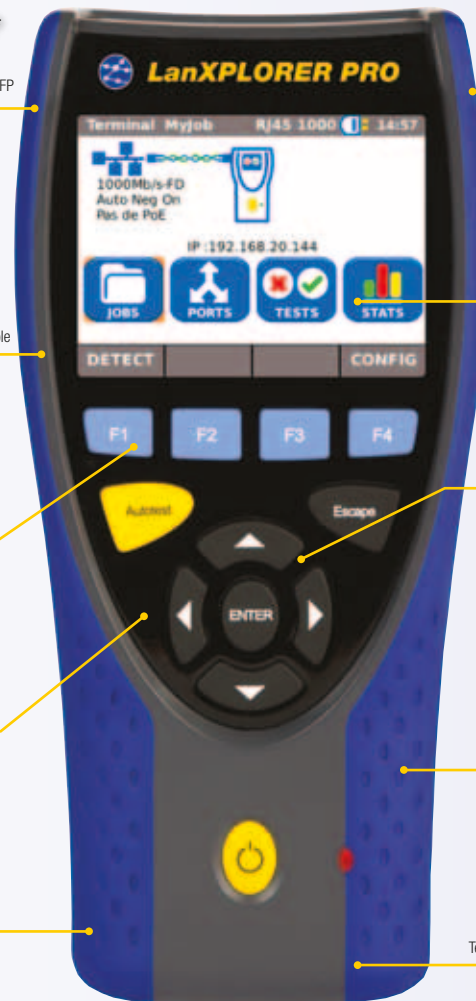 FP
LanXPLORER PRO
Terminal MyJob RJ45 1000 14:57
1000Mb/s-FD
Auto Neg On
Pas de PoE
IP :192.168.20.144
JOBS PORTS TESTS STATS
DETECT CONFIG
ble
F1 F2 F3 F4
Autotest Escape
ENTER
Te